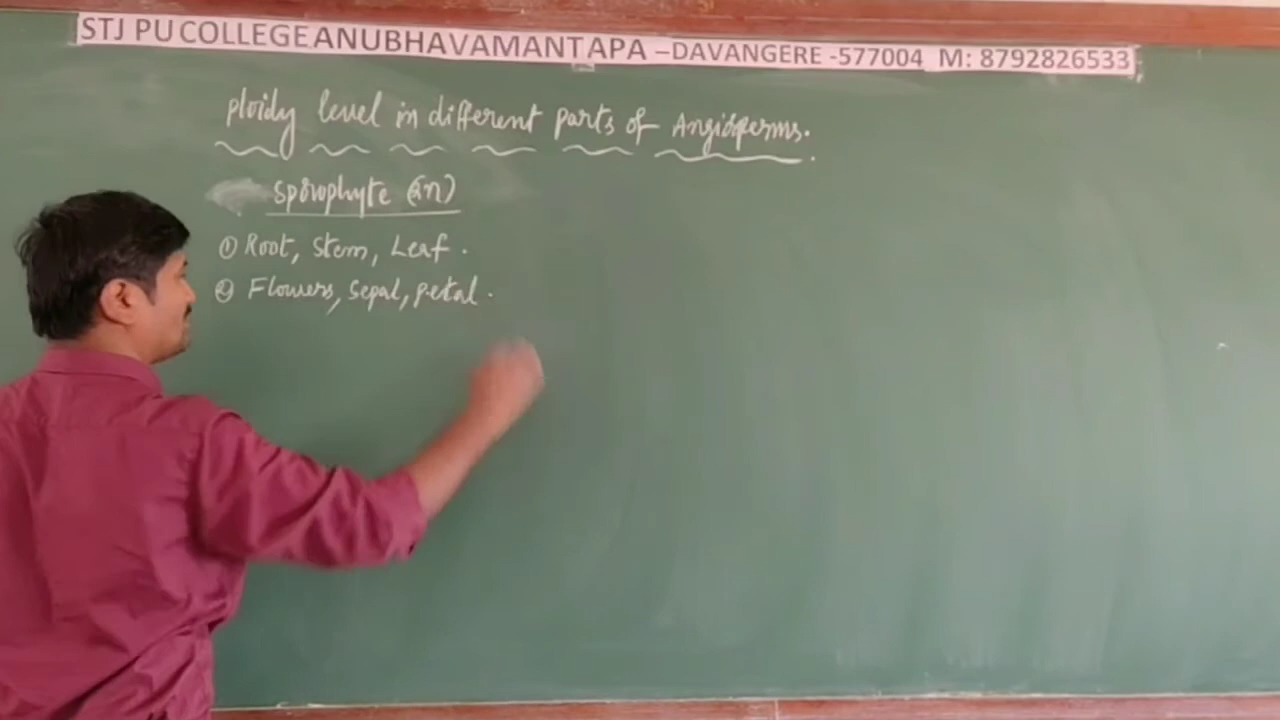 STJ PU COLLEGE ANUBHAVAMANTAPA – DAVANGERE -577004 M: 8792826533
Ploidy level in different parts of Angiosperms.
Sporophyte (2n)
① Root, Stem, Leaf.
② Flowers, Sepal, petal.